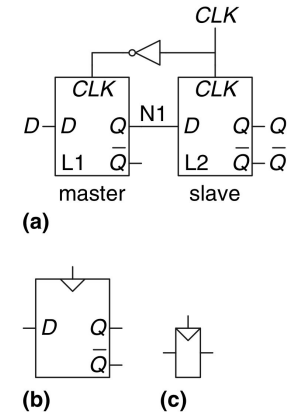 CLK
CLK CLK
D D Q N1 D Q Q
L1 Q̅ L2 Q̅ Q̅
master slave
(a)
D Q
Q̅
(b) (c)